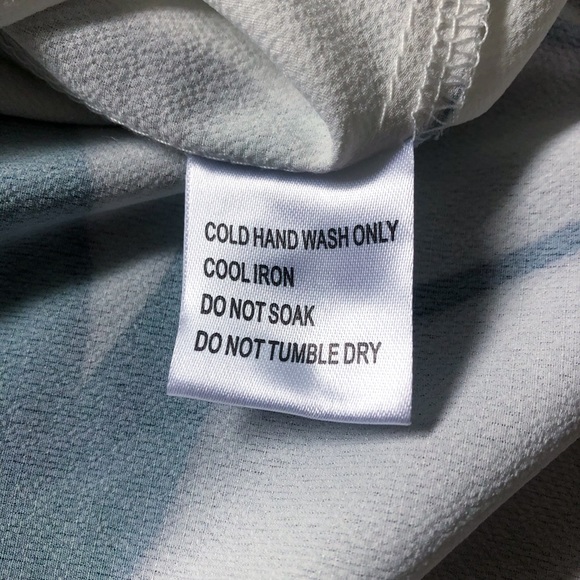 COLD HAND WASH ONLY
COOL IRON
DO NOT SOAK
DO NOT TUMBLE DRY